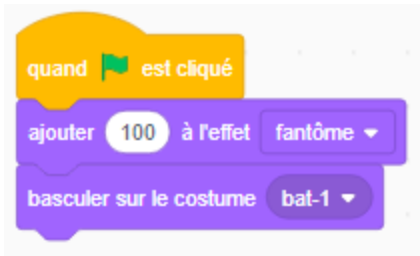 quand est cliqué
ajouter 100 à l'effet fantôme
basculer sur le costume bat-1